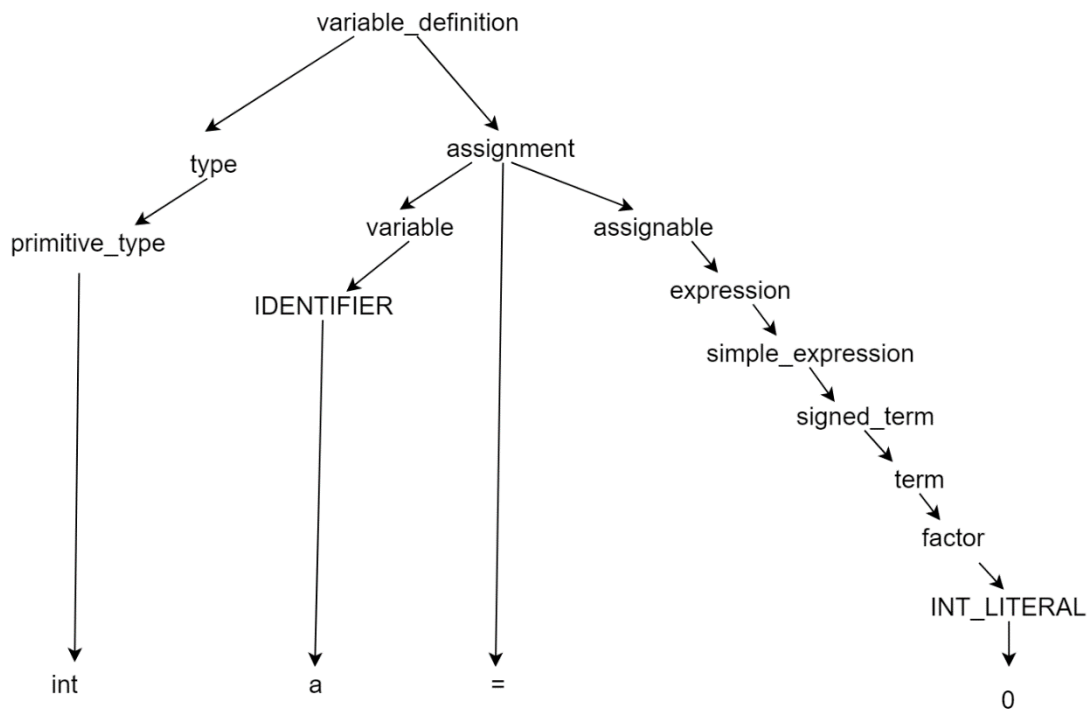 variable_definition
type
assignment
primitive_type
variable
assignable
IDENTIFIER
expression
simple_expression
signed_term
term
factor
INT_LITERAL
int
a
=
0